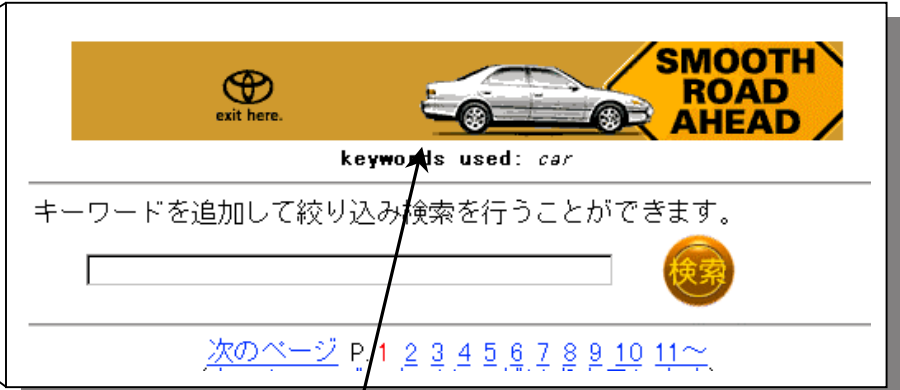 exit here.
SMOOTH
ROAD
AHEAD
keywords used: car
キーワードを追加して絞り込み検索を行うことができます。
検索
次のページ P. 1 2 3 4 5 6 7 8 9 10 11～